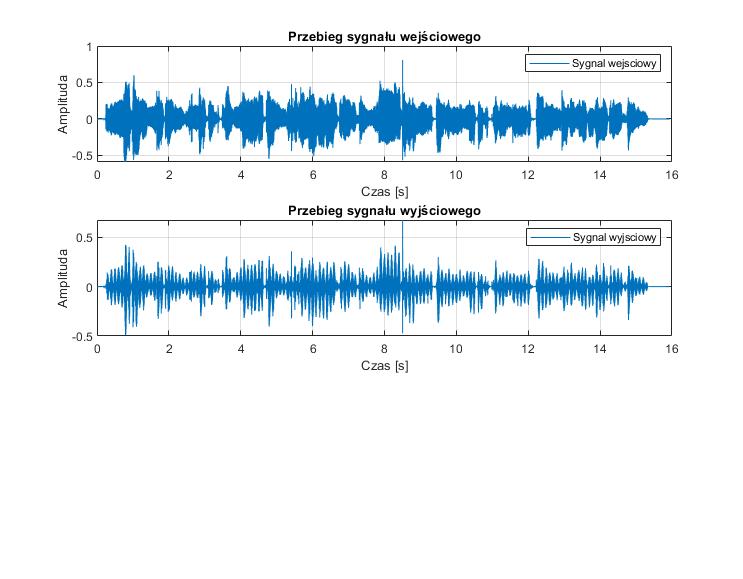 Przebieg sygnału wejściowego
1
0.5
0
-0.5
Amplituda
Sygnal wejsciowy
0 2 4 6 8 10 12 14 16
Czas [s]
Przebieg sygnału wyjściowego
0.5
0
-0.5
Amplituda
Sygnal wyjsciowy
0 2 4 6 8 10 12 14 16
Czas [s]